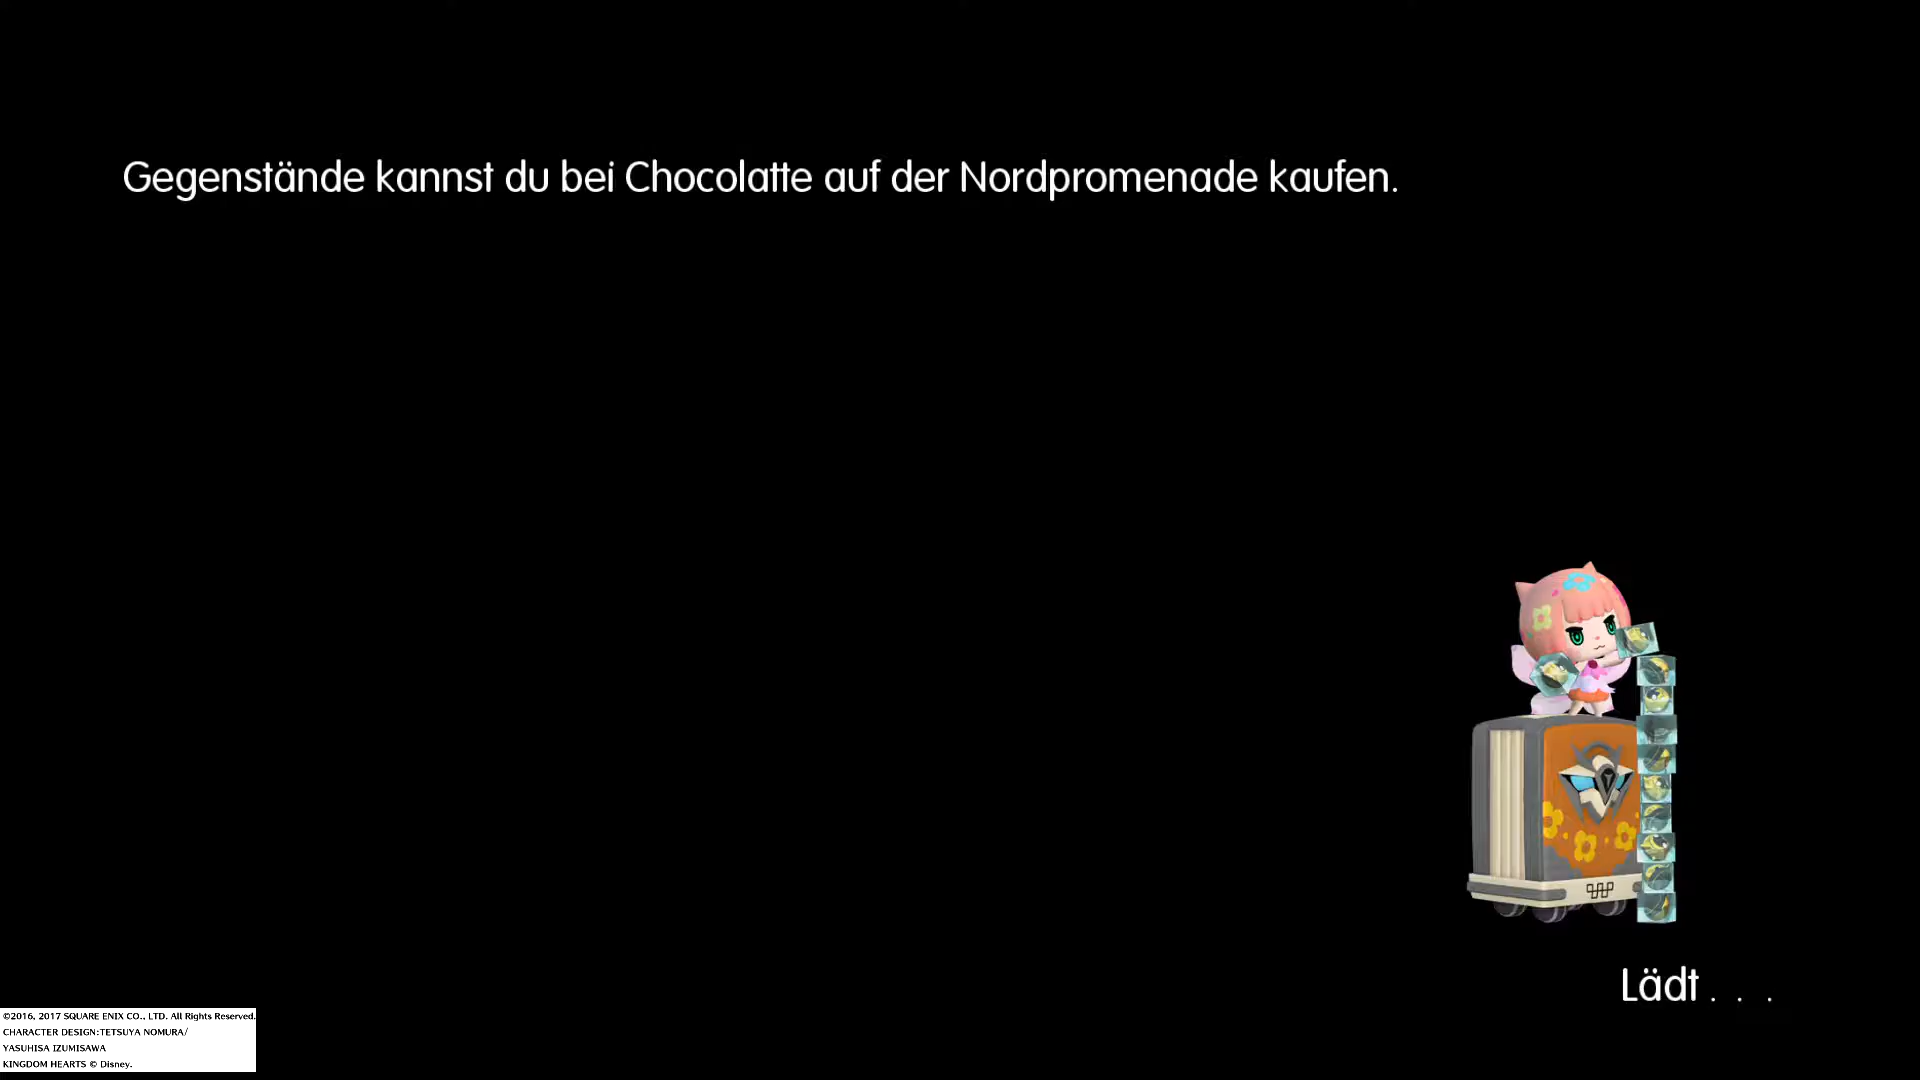 Gegenstände kannst du bei Chocolatte auf der Nordpromenade kaufen.
Lädt . . .
©2016, 2017 SQUARE ENIX CO., LTD. All Rights Reserved.
CHARACTER DESIGN:TETSUYA NOMURA/
YASUHISA IZUMISAWA
KINGDOM HEARTS © Disney.